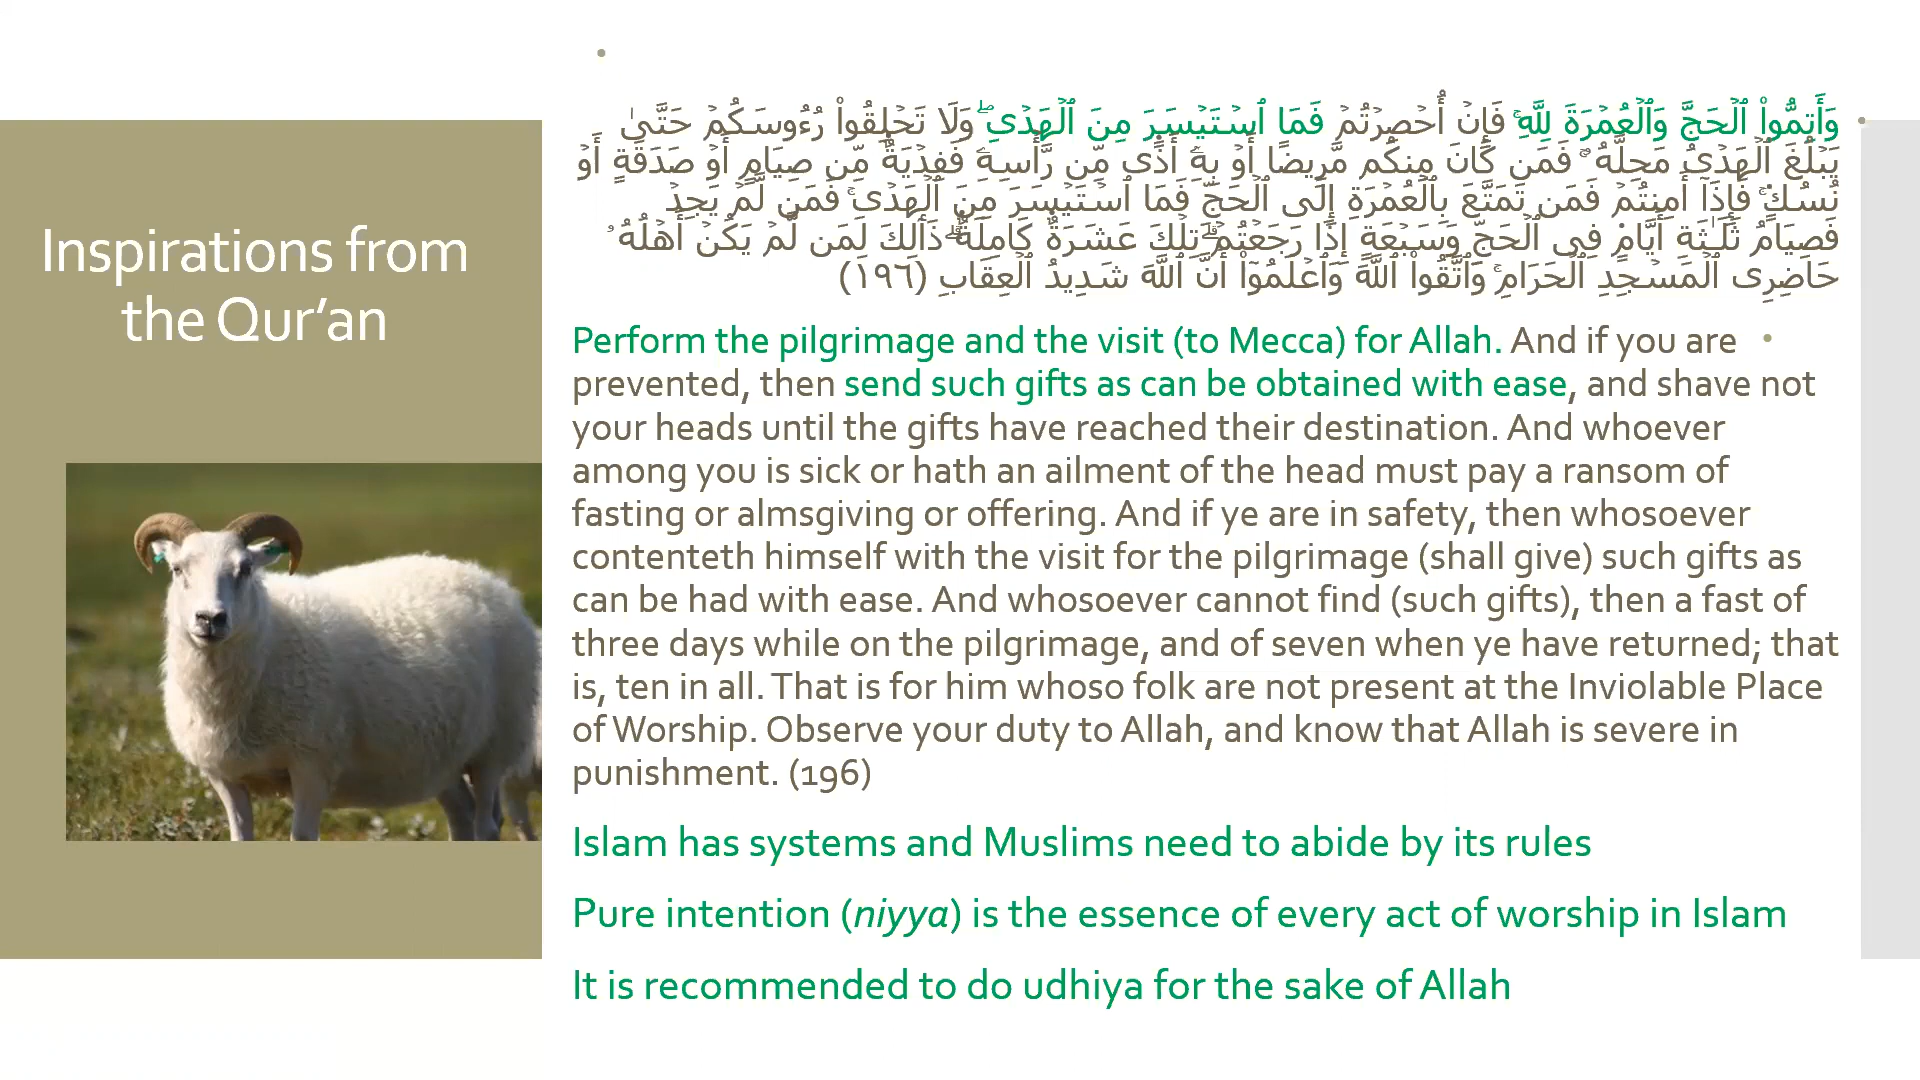 Inspirations from
the Qur’an
وَأَتِمُّواْ ٱلۡحَجَّ وَٱلۡعُمۡرَةَ لِلَّهِ‌ۚ فَإِنۡ أُحۡصِرۡتُمۡ فَمَا ٱسۡتَيۡسَرَ مِنَ ٱلۡهَدۡىِ‌ۖ وَلَا تَحۡلِقُواْ رُءُوسَكُمۡ حَتَّىٰ
يَبۡلُغَ ٱلۡهَدۡىُ مَحِلَّهُ ۥ‌ۚ فَمَن كَانَ مِنكُم مَّرِيضًا أَوۡ بِهِۦۤ أَذً۬ى مِّن رَّأۡسِهِۦ فَفِدۡيَةٌ۬ مِّن صِيَامٍ أَوۡ صَدَقَةٍ أَوۡ
نُسُكٍ۬‌ۚ فَإِذَآ أَمِنتُمۡ فَمَن تَمَتَّعَ بِٱلۡعُمۡرَةِ إِلَى ٱلۡحَجِّ فَمَا ٱسۡتَيۡسَرَ مِنَ ٱلۡهَدۡىِ‌ۚ فَمَن لَّمۡ يَجِدۡ
فَصِيَامُ ثَلَـٰثَةِ أَيَّامٍ۬ فِى ٱلۡحَجِّ وَسَبۡعَةٍ إِذَا رَجَعۡتُمۡ‌ۗ تِلۡكَ عَشَرَةٌ۬ كَامِلَةٌ۬‌ۗ ذَٲلِكَ لِمَن لَّمۡ يَكُنۡ أَهۡلُهُ ۥ
حَاضِرِى ٱلۡمَسۡجِدِ ٱلۡحَرَامِ‌ۚ وَٱتَّقُواْ ٱللَّهَ وَٱعۡلَمُوٓاْ أَنَّ ٱللَّهَ شَدِيدُ ٱلۡعِقَابِ (١٩٦)
Perform the pilgrimage and the visit (to Mecca) for Allah. And if you are
prevented, then send such gifts as can be obtained with ease, and shave not
your heads until the gifts have reached their destination. And whoever
among you is sick or hath an ailment of the head must pay a ransom of
fasting or almsgiving or offering. And if ye are in safety, then whosoever
contenteth himself with the visit for the pilgrimage (shall give) such gifts as
can be had with ease. And whosoever cannot find (such gifts), then a fast of
three days while on the pilgrimage, and of seven when ye have returned; that
is, ten in all. That is for him whoso folk are not present at the Inviolable Place
of Worship. Observe your duty to Allah, and know that Allah is severe in
punishment. (196)
Islam has systems and Muslims need to abide by its rules
Pure intention (niyya) is the essence of every act of worship in Islam
It is recommended to do udhiya for the sake of Allah